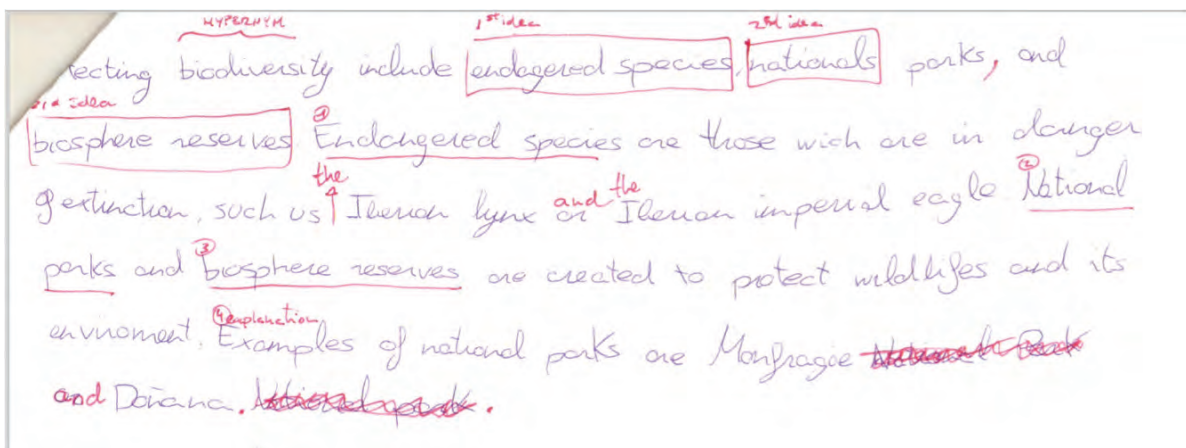 HYPERNYM 1st idea 2nd idea
tecting biodiversity include endagered species, nationals parks, and
3rd idea
biosphere reserves. ① Endangered species are those wich are in danger
the and the ②
of extinction, such us Iberian lynx or Iberian imperial eagle. National
③
parks and biosphere reserves are created to protect wildlifes and its
④ explanation
enviroment. Examples of national parks are Monfragüe
and Doñana.